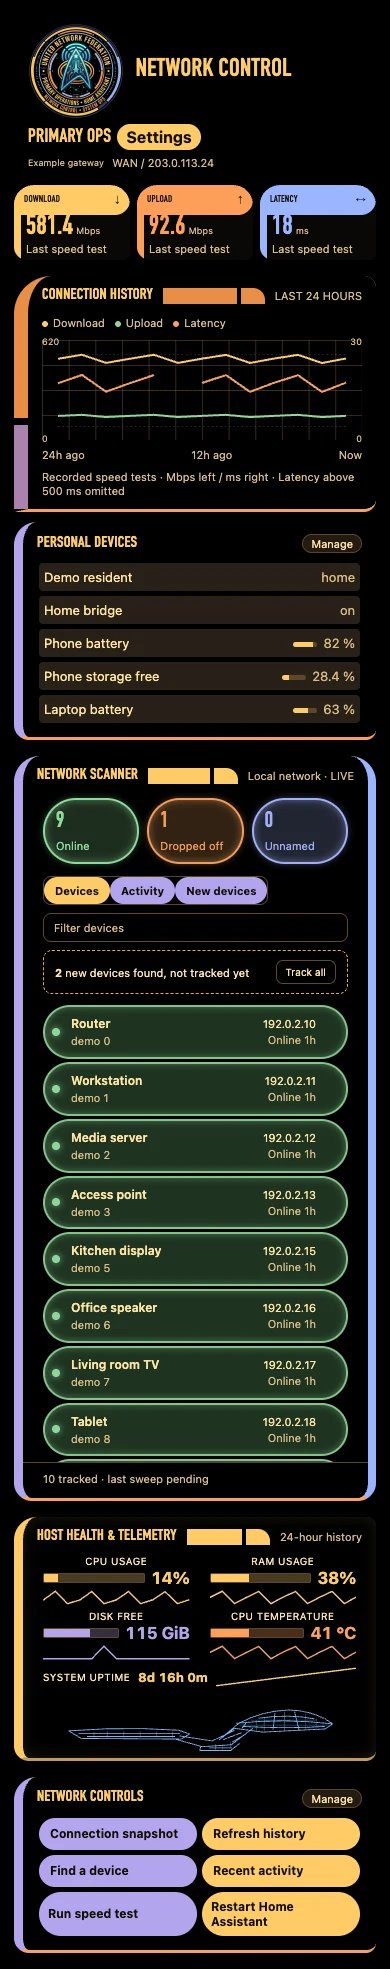 UNITED NETWORK FEDERATION
NETWORK CONTROL
PRIMARY OPS Settings
Example gateway WAN / 203.0.113.24
DOWNLOAD ↓ UPLOAD ↑ LATENCY ↔
581.4 Mbps 92.6 Mbps 18 ms
Last speed test Last speed test Last speed test
CONNECTION HISTORY LAST 24 HOURS
Download Upload Latency
620 30
0 0
24h ago 12h ago Now
Recorded speed tests · Mbps left / ms right · Latency above
500 ms omitted
PERSONAL DEVICES Manage
Demo resident home
Home bridge on
Phone battery 82 %
Phone storage free 28.4 %
Laptop battery 63 %
NETWORK SCANNER Local network · LIVE
9 1 0
Online Dropped off Unnamed
Devices Activity New devices
Filter devices
2 new devices found, not tracked yet Track all
Router 192.0.2.10
demo 0 Online 1h
Workstation 192.0.2.11
demo 1 Online 1h
Media server 192.0.2.12
demo 2 Online 1h
Access point 192.0.2.13
demo 3 Online 1h
Kitchen display 192.0.2.15
demo 5 Online 1h
Office speaker 192.0.2.16
demo 6 Online 1h
Living room TV 192.0.2.17
demo 7 Online 1h
Tablet 192.0.2.18
demo 8 Online 1h
10 tracked · last sweep pending
HOST HEALTH & TELEMETRY 24-hour history
CPU USAGE RAM USAGE
14% 38%
DISK FREE CPU TEMPERATURE
115 GiB 41 °C
SYSTEM UPTIME 8d 16h 0m
NETWORK CONTROLS Manage
Connection snapshot Refresh history
Find a device Recent activity
Run speed test Restart Home
Assistant